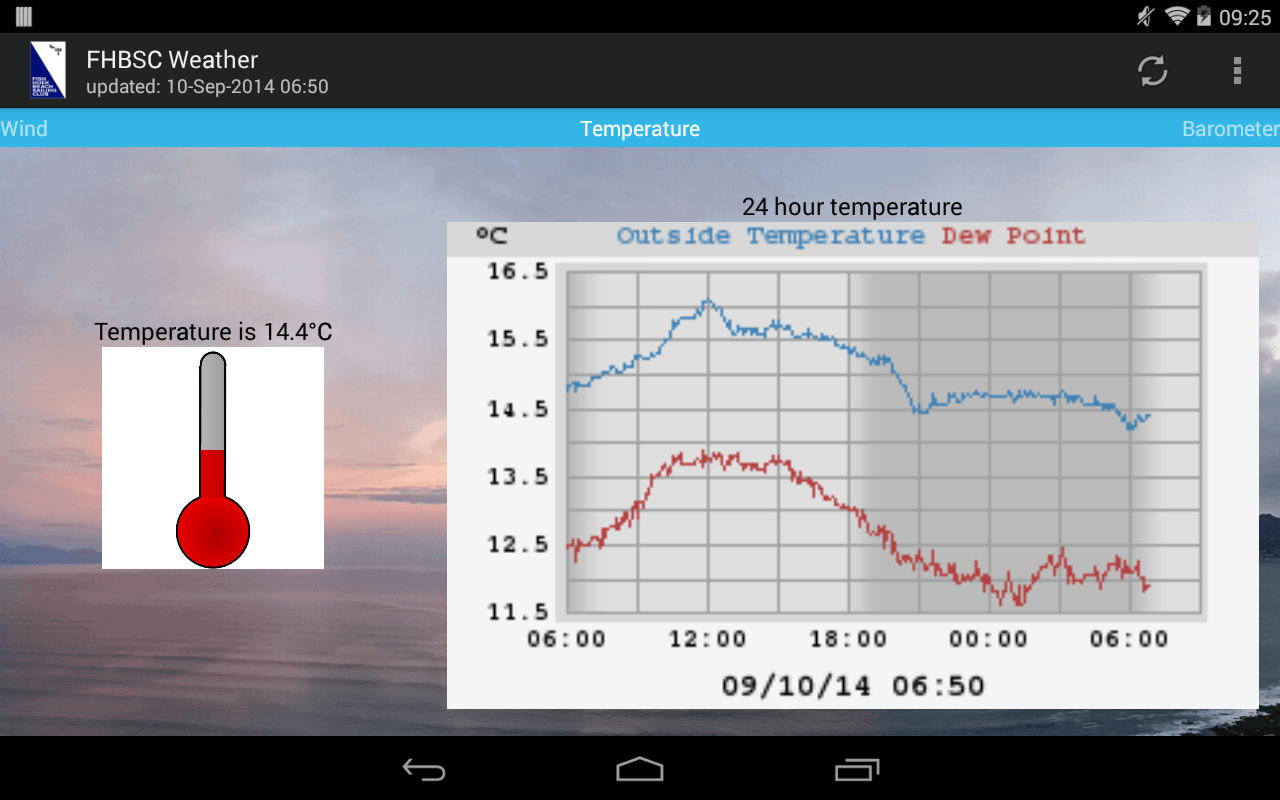 09:25
FHBSC Weather
updated: 10-Sep-2014 06:50
FISH
HOEK
BEACH
SAILING
CLUB
Wind Temperature Barometer
24 hour temperature
Temperature is 14.4°C
ºC Outside Temperature Dew Point
16.5
15.5
14.5
13.5
12.5
11.5
06:00 12:00 18:00 00:00 06:00
09/10/14 06:50